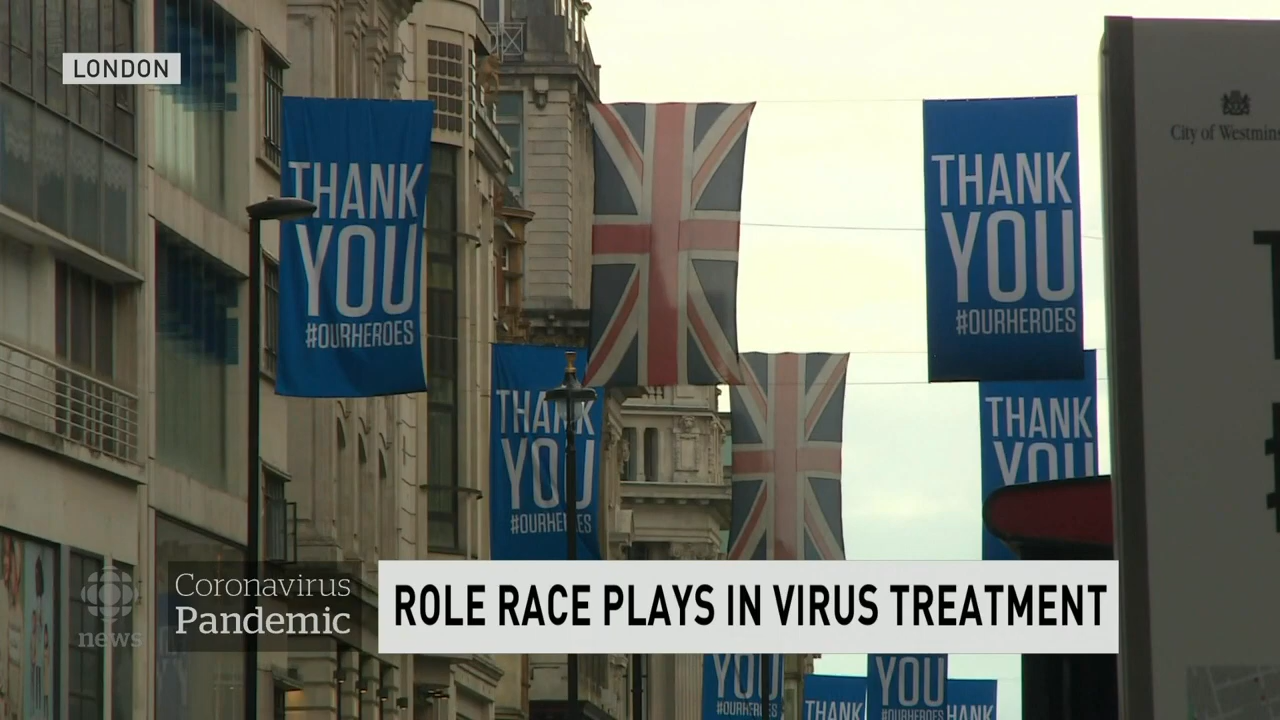 LONDON
City of Westmins
THANK
YOU
#OURHEROES
THANK
YOU
#OURHEROES
THANK
YOU
#OURHEROES
THANK
YOU
Coronavirus
Pandemic
news
ROLE RACE PLAYS IN VIRUS TREATMENT
YOU
#OURHEROES
THANK
YOU
#OURHEROES
HANK